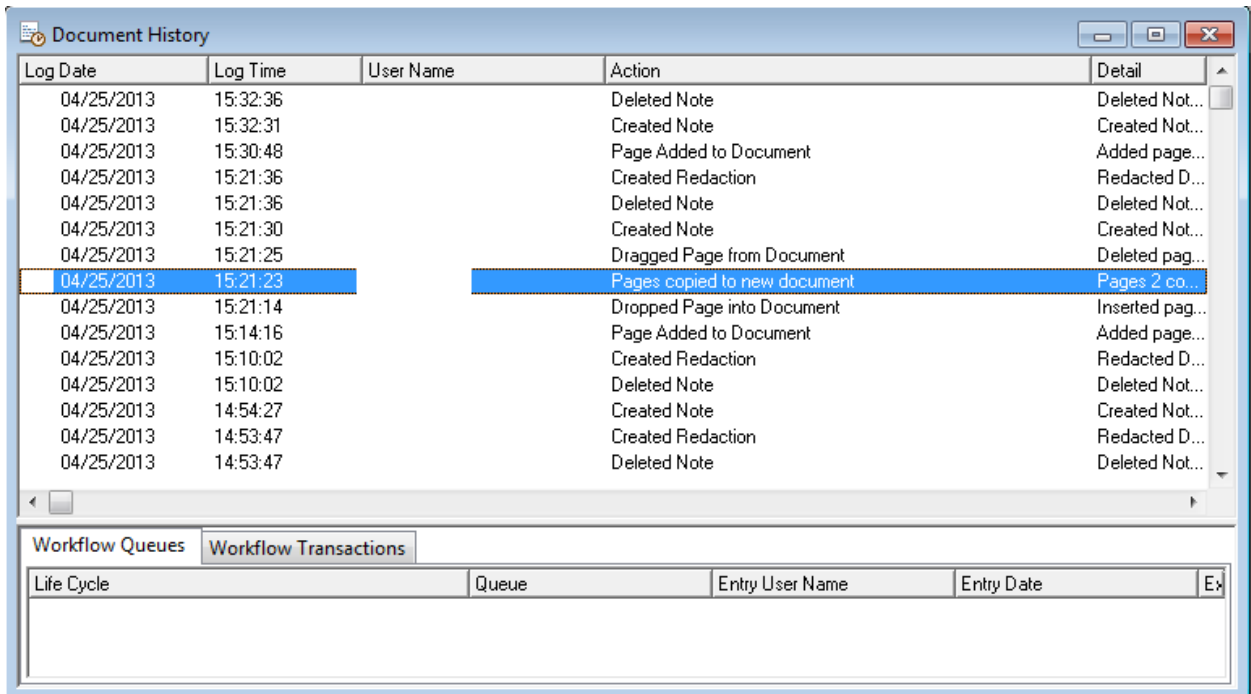 Document History
Log Date Log Time User Name Action Detail
04/25/2013 15:32:36 Deleted Note Deleted Not...
04/25/2013 15:32:31 Created Note Created Not...
04/25/2013 15:30:48 Page Added to Document Added page...
04/25/2013 15:21:36 Created Redaction Redacted D...
04/25/2013 15:21:36 Deleted Note Deleted Not...
04/25/2013 15:21:30 Created Note Created Not...
04/25/2013 15:21:25 Dragged Page from Document Deleted pag...
04/25/2013 15:21:23 Pages copied to new document Pages 2 co...
04/25/2013 15:21:14 Dropped Page into Document Inserted pag...
04/25/2013 15:14:16 Page Added to Document Added page...
04/25/2013 15:10:02 Created Redaction Redacted D...
04/25/2013 15:10:02 Deleted Note Deleted Not...
04/25/2013 14:54:27 Created Note Created Not...
04/25/2013 14:53:47 Created Redaction Redacted D...
04/25/2013 14:53:47 Deleted Note Deleted Not...
Workflow Queues Workflow Transactions
Life Cycle Queue Entry User Name Entry Date Ex